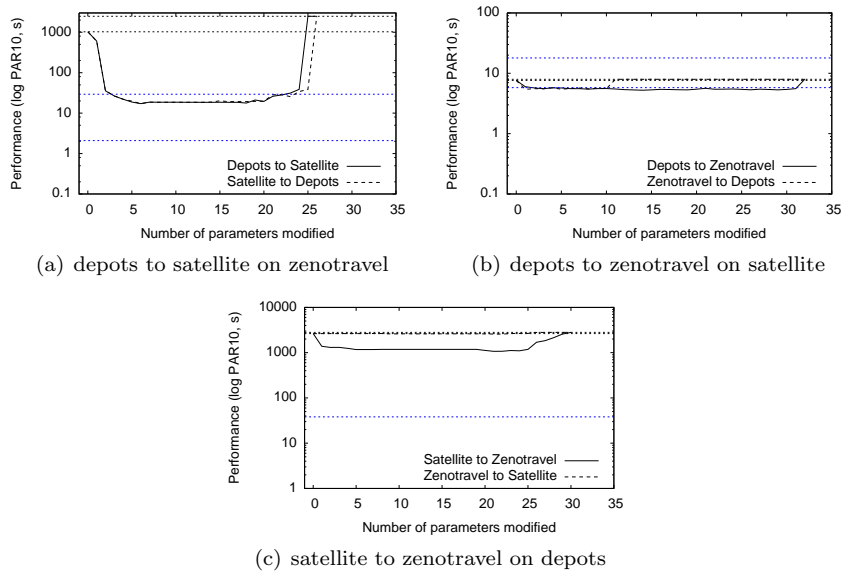 Performance (log PAR10, s)
1000
100
10
1
0.1
Depots to Satellite
Satellite to Depots
0 5 10 15 20 25 30 35
Number of parameters modified
(a) depots to satellite on zenotravel
Performance (log PAR10, s)
100
10
1
0.1
Depots to Zenotravel
Zenotravel to Depots
0 5 10 15 20 25 30 35
Number of parameters modified
(b) depots to zenotravel on satellite
Performance (log PAR10, s)
10000
1000
100
10
1
Satellite to Zenotravel
Zenotravel to Satellite
0 5 10 15 20 25 30 35
Number of parameters modified
(c) satellite to zenotravel on depots